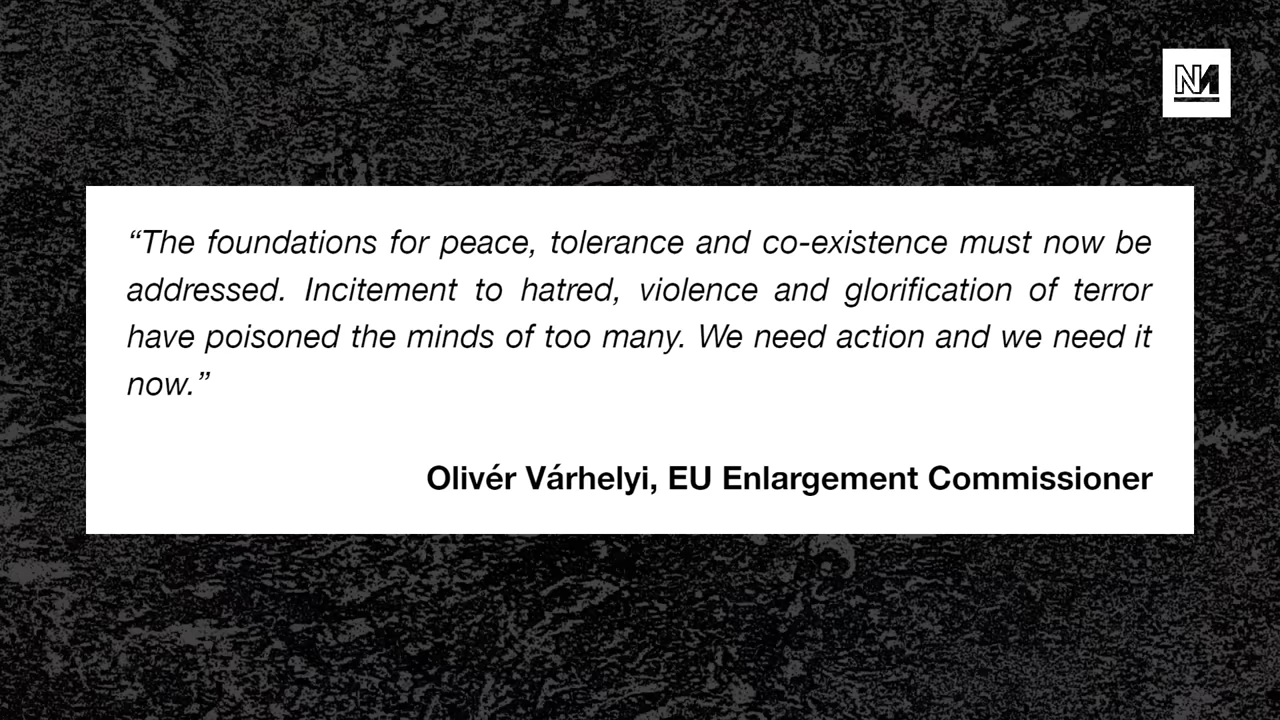 “The foundations for peace, tolerance and co-existence must now be
addressed. Incitement to hatred, violence and glorification of terror
have poisoned the minds of too many. We need action and we need it
now.”
Olivér Várhelyi, EU Enlargement Commissioner